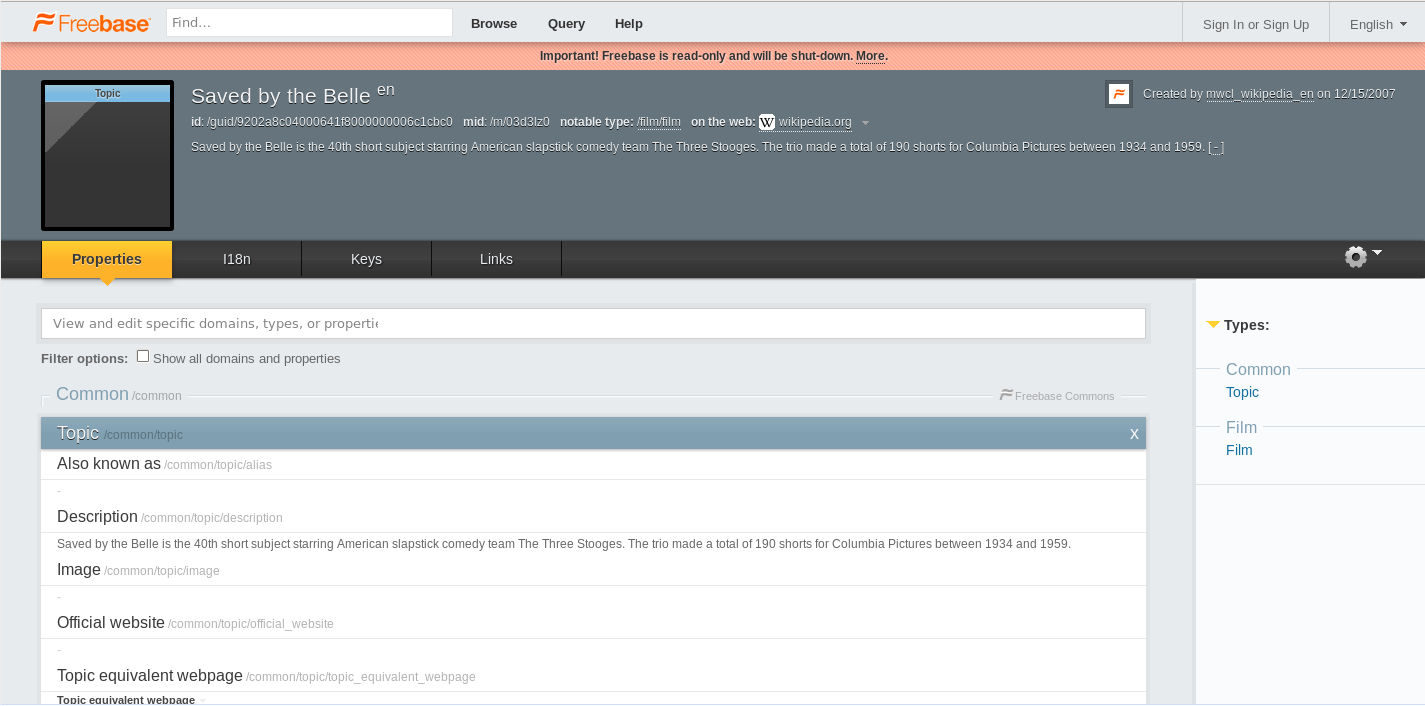 Freebase Find... Browse Query Help Sign In or Sign Up English
Important! Freebase is read-only and will be shut-down. More.
Topic
Saved by the Belle en
Created by mwcl_wikipedia_en on 12/15/2007
id: /guid/9202a8c04000641f8000000006c1cbc0 mid: /m/03d3lz0 notable type: /film/film on the web: W wikipedia.org
Saved by the Belle is the 40th short subject starring American slapstick comedy team The Three Stooges. The trio made a total of 190 shorts for Columbia Pictures between 1934 and 1959. [ - ]
Properties I18n Keys Links
View and edit specific domains, types, or propertie
Filter options: Show all domains and properties
Common /common Freebase Commons
Topic /common/topic x
Also known as /common/topic/alias
-
Description /common/topic/description
Saved by the Belle is the 40th short subject starring American slapstick comedy team The Three Stooges. The trio made a total of 190 shorts for Columbia Pictures between 1934 and 1959.
Image /common/topic/image
-
Official website /common/topic/official_website
-
Topic equivalent webpage /common/topic/topic_equivalent_webpage
Topic equivalent webpage
Types:
Common
Topic
Film
Film